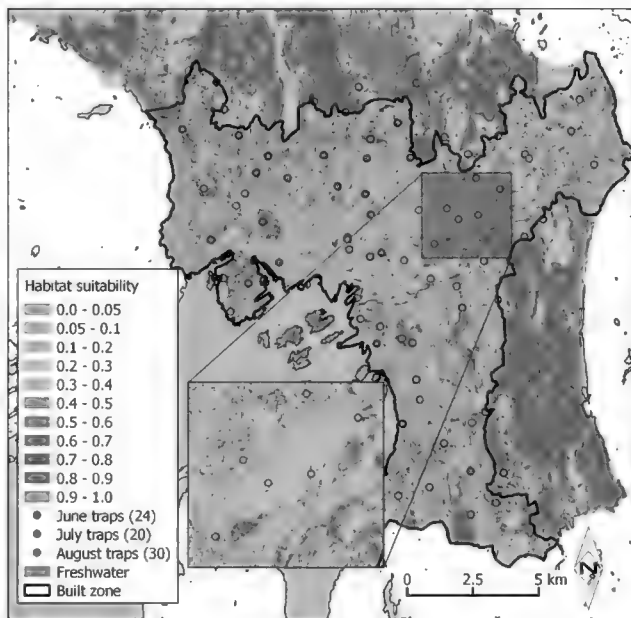 Habitat suitability
0.0 - 0.05
0.05 - 0.1
0.1 - 0.2
0.2 - 0.3
0.3 - 0.4
0.4 - 0.5
0.5 - 0.6
0.6 - 0.7
0.7 - 0.8
0.8 - 0.9
0.9 - 1.0
June traps (24)
July traps (20)
August traps (30)
Freshwater
Built zone
0 2.5 5 km
N